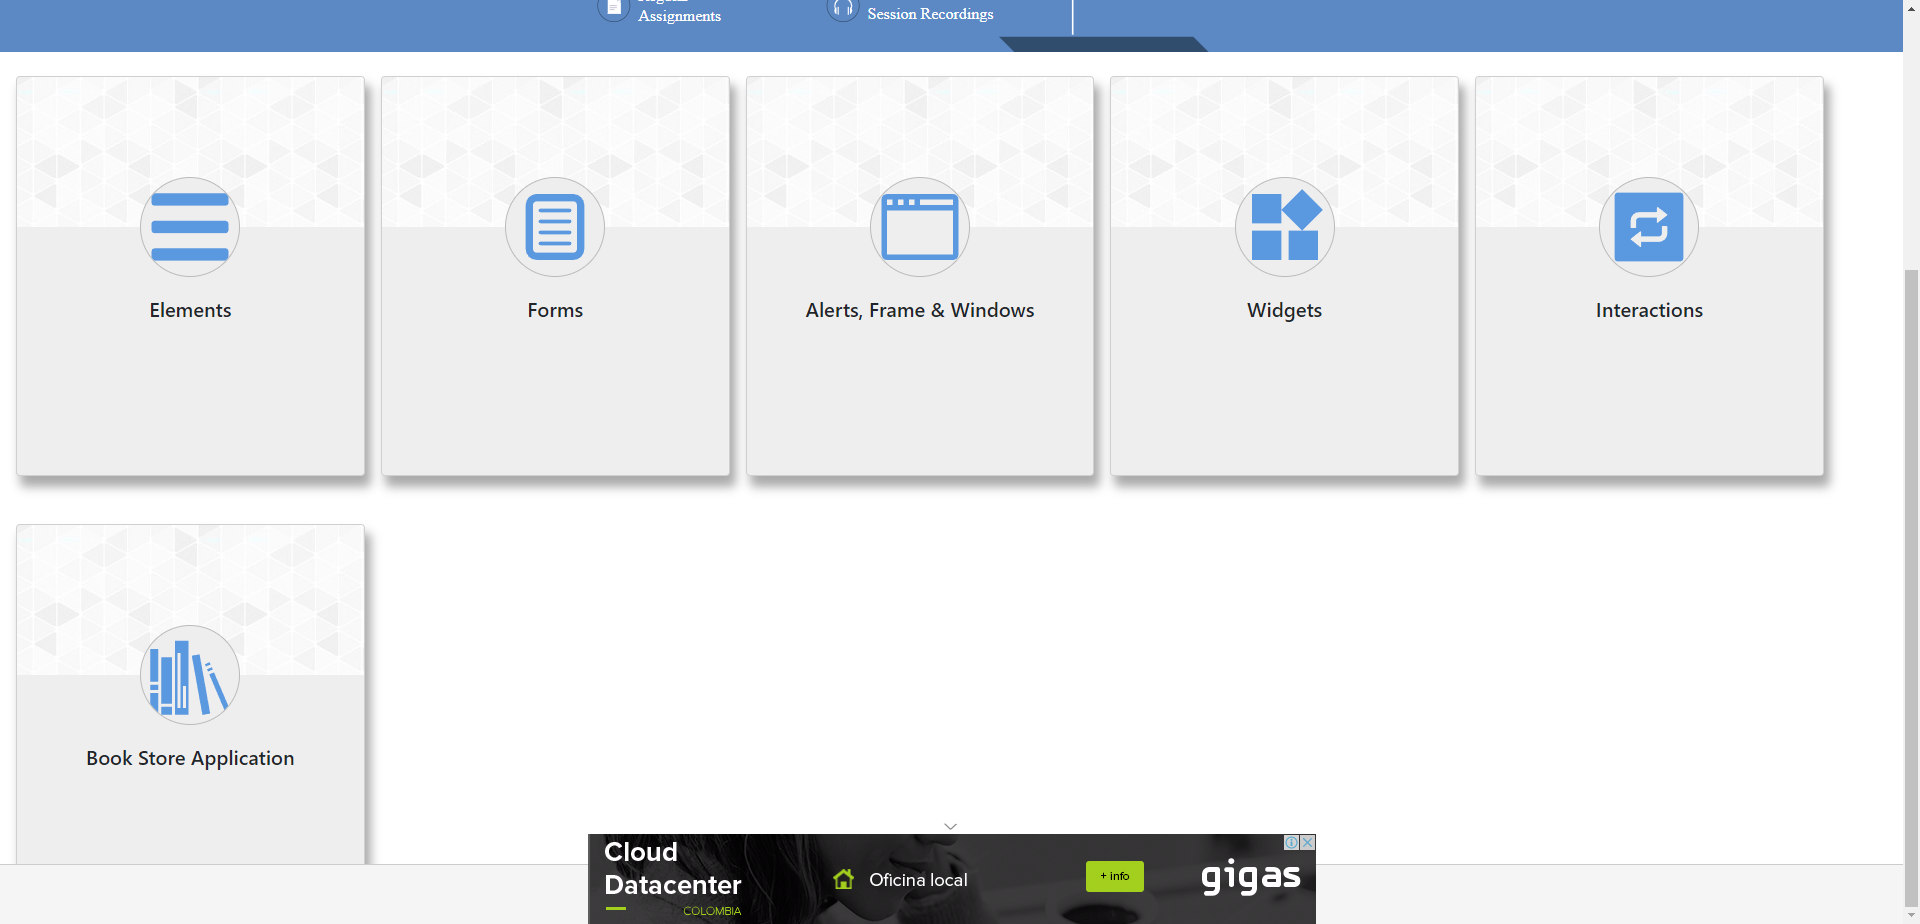 Assignments
Session Recordings
Elements
Forms
Alerts, Frame & Windows
Widgets
Interactions
Book Store Application
Cloud
Datacenter
COLOMBIA
Oficina local
+ info
gigas